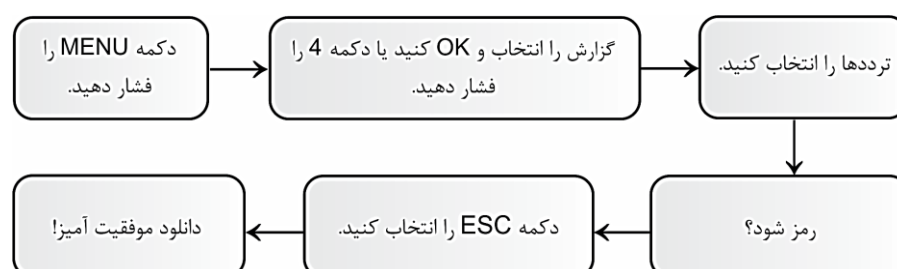 دکمه MENU را
فشار دهید.
گزارش را انتخاب و OK کنید یا دکمه 4 را
فشار دهید.
ترددها را انتخاب کنید.
رمز شود؟
دکمه ESC را انتخاب کنید.
دانلود موفقیت آمیز!